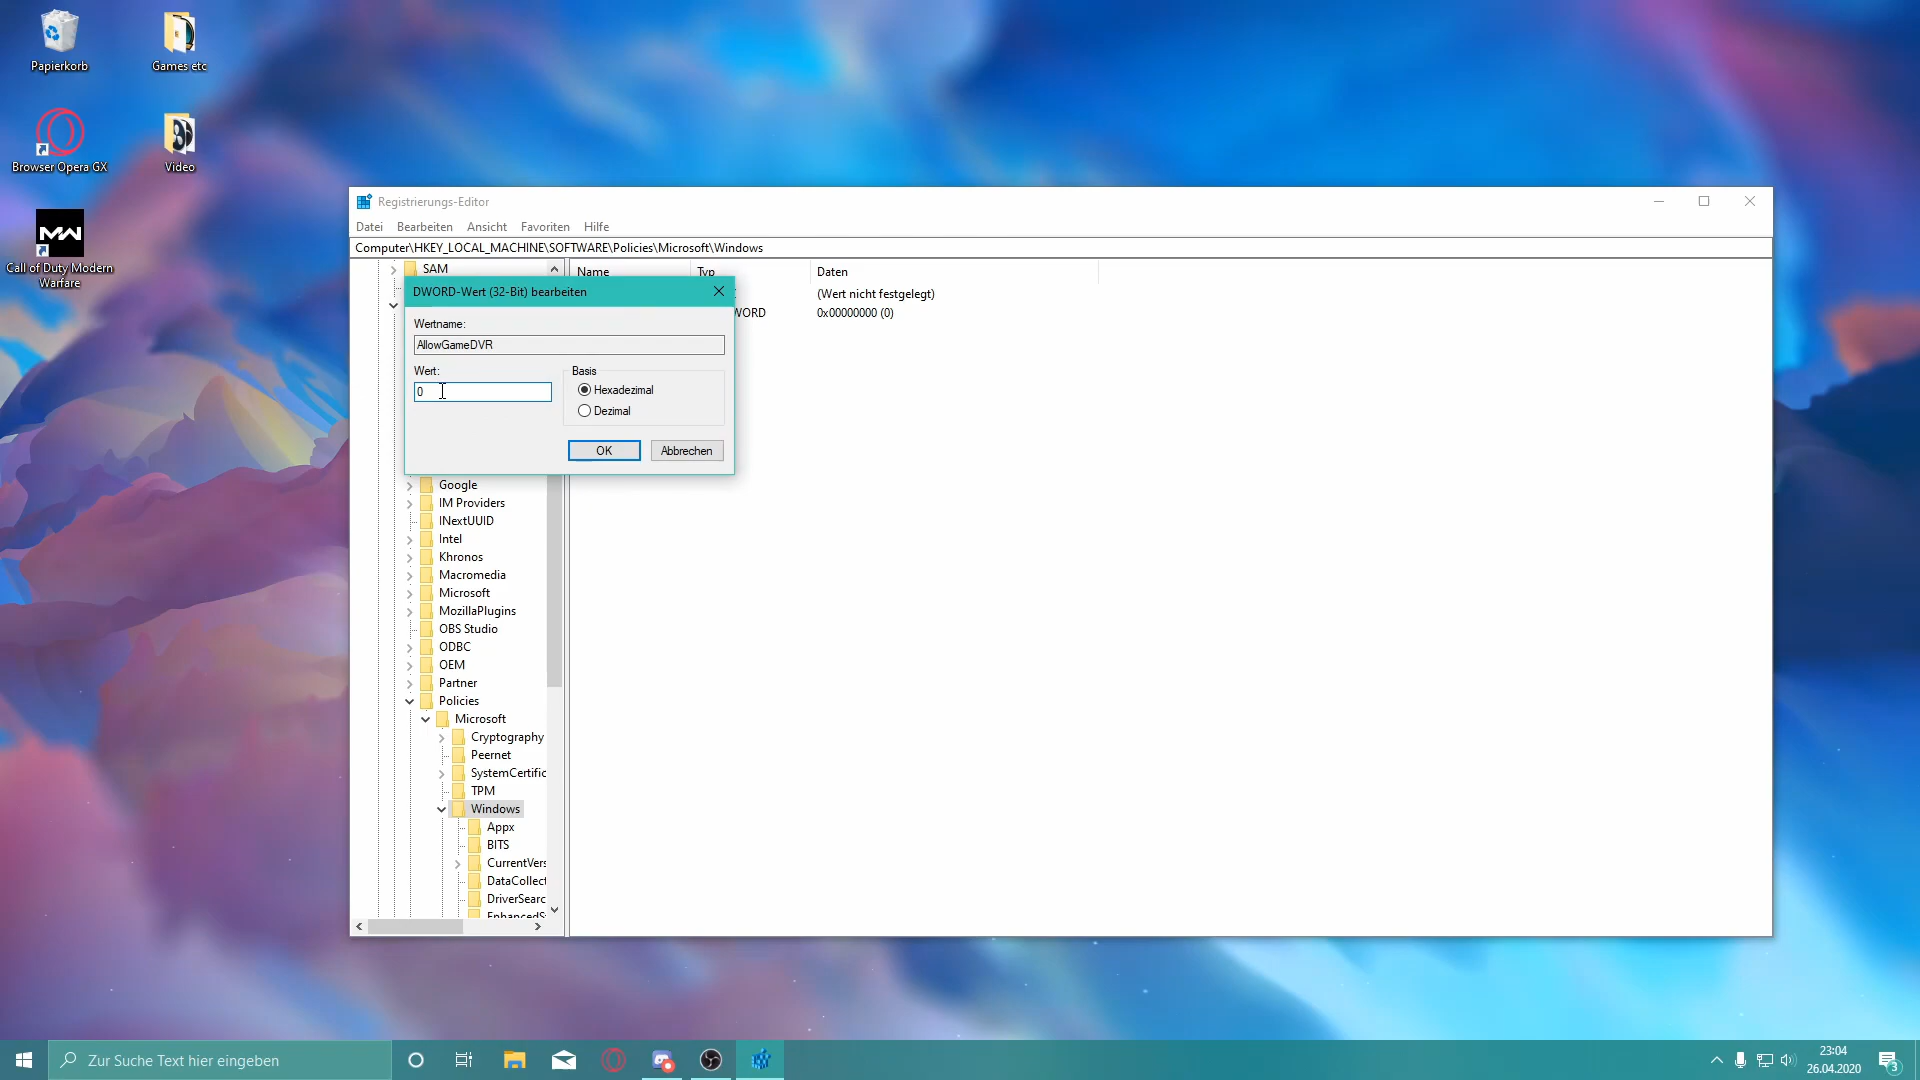 Papierkorb
Games etc
Browser Opera GX
Video
MW
Call of Duty Modern
Warfare
Registrierungs-Editor
Datei Bearbeiten Ansicht Favoriten Hilfe
Computer\HKEY_LOCAL_MACHINE\SOFTWARE\Policies\Microsoft\Windows
SAM
Name Typ Daten
(Wert nicht festgelegt)
WORD 0x00000000 (0)
DWORD-Wert (32-Bit) bearbeiten
Wertname:
AllowGameDVR
Wert:
0
Basis
Hexadezimal
Dezimal
OK Abbrechen
Google
IM Providers
INextUUID
Intel
Khronos
Macromedia
Microsoft
MozillaPlugins
OBS Studio
ODBC
OEM
Partner
Policies
Microsoft
Cryptography
Peernet
SystemCertific
TPM
Windows
Appx
BITS
CurrentVers
DataCollect
DriverSearc
EnhancedS
Zur Suche Text hier eingeben
23:04
26.04.2020
3